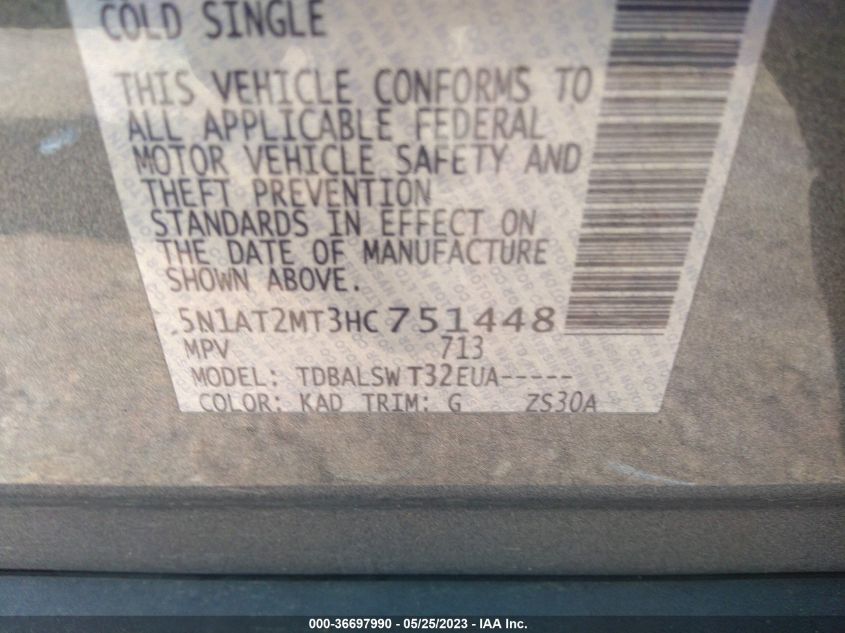 COLD SINGLE
THIS VEHICLE CONFORMS TO
ALL APPLICABLE FEDERAL
MOTOR VEHICLE SAFETY AND
THEFT PREVENTION
STANDARDS IN EFFECT ON
THE DATE OF MANUFACTURE
SHOWN ABOVE.
5N1AT2MT3HC751448
MPV 713
MODEL: TDBALSW T32EUA-----
COLOR: KAD TRIM: G ZS30A
000-36697990 - 05/25/2023 - IAA Inc.